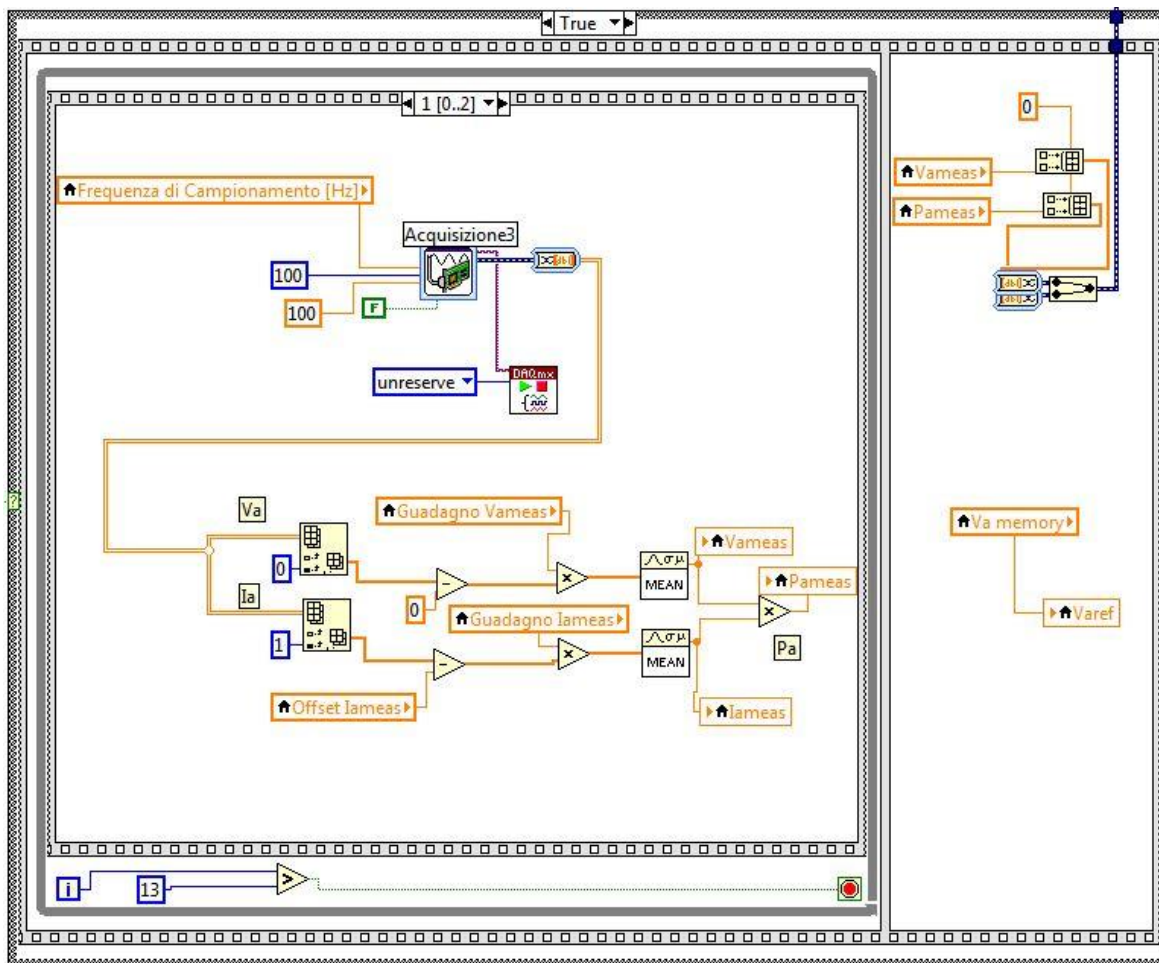 True
1 [0..2]
Frequenza di Campionamento [Hz]
Acquisizione3
100
100
F
unreserve
DAQmx
Va
0
Guadagno Vameas
0
MEAN
Vameas
Pameas
Ia
1
Guadagno Iameas
MEAN
Pa
Offset Iameas
Iameas
i
13
0
Vameas
Pameas
Va memory
Varef